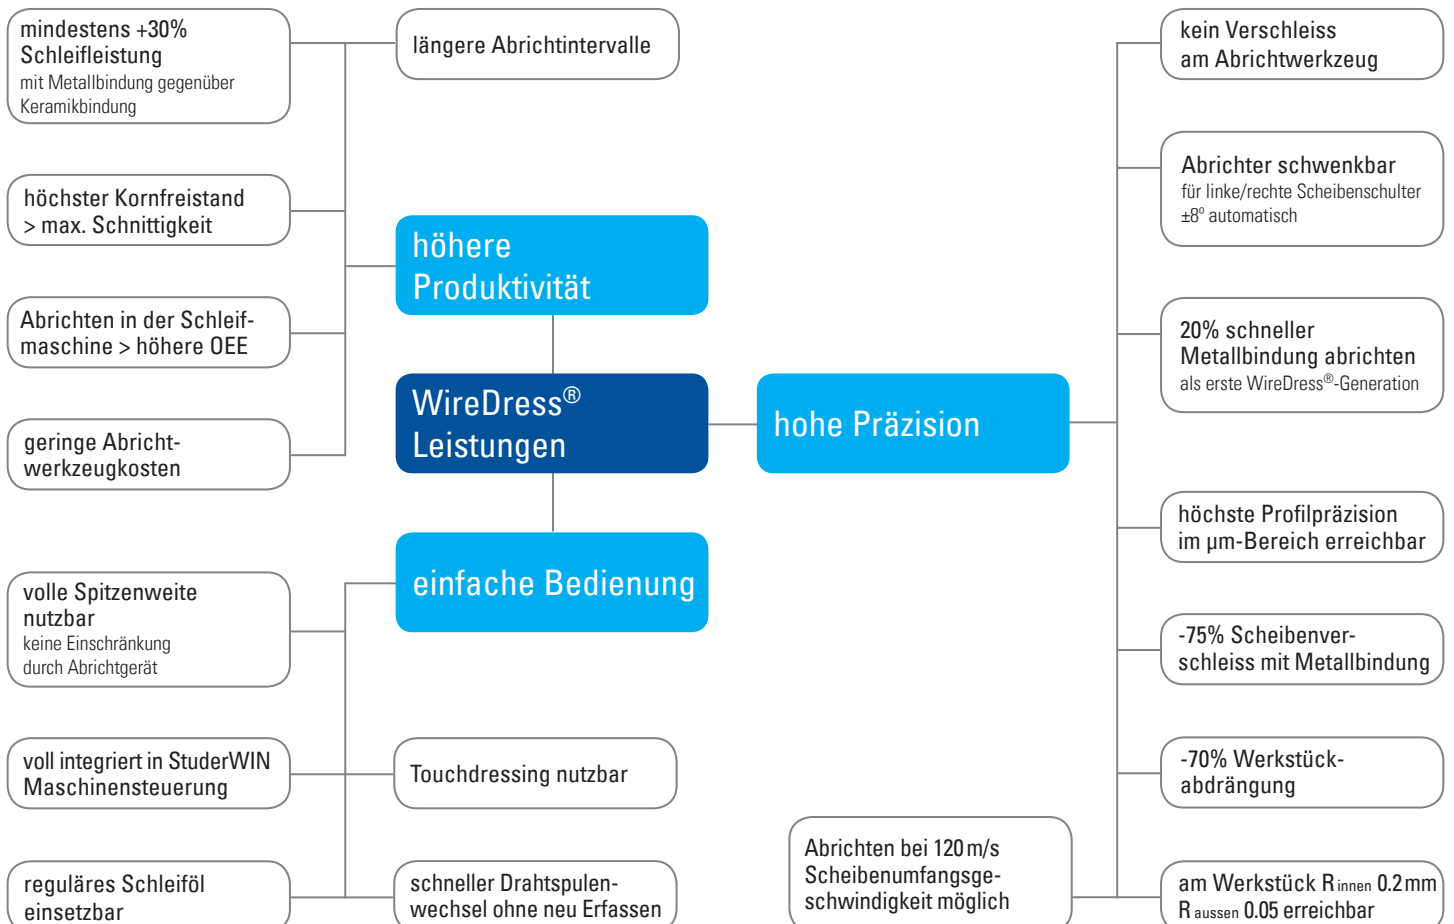 mindestens +30%
Schleifleistung
mit Metallbindung gegenüber
Keramikbindung
längere Abrichtintervalle
höchster Kornfreistand
> max. Schnittigkeit
Abrichten in der Schleif-
maschine > höhere OEE
geringe Abricht-
werkzeugkosten
höhere
Produktivität
WireDress®
Leistungen
hohe Präzision
einfache Bedienung
volle Spitzenweite
nutzbar
keine Einschränkung
durch Abrichtgerät
voll integriert in StuderWIN
Maschinensteuerung
Touchdressing nutzbar
reguläres Schleiföl
einsetzbar
schneller Drahtspulen-
wechsel ohne neu Erfassen
kein Verschleiss
am Abrichtwerkzeug
Abrichter schwenkbar
für linke/rechte Scheibenschulter
±8° automatisch
20% schneller
Metallbindung abrichten
als erste WireDress®-Generation
höchste Profilpräzision
im µm-Bereich erreichbar
-75% Scheibenver-
schleiss mit Metallbindung
-70% Werkstück-
abdrängung
Abrichten bei 120 m/s
Scheibenumfangsge-
schwindigkeit möglich
am Werkstück R innen 0.2 mm
R aussen 0.05 erreichbar